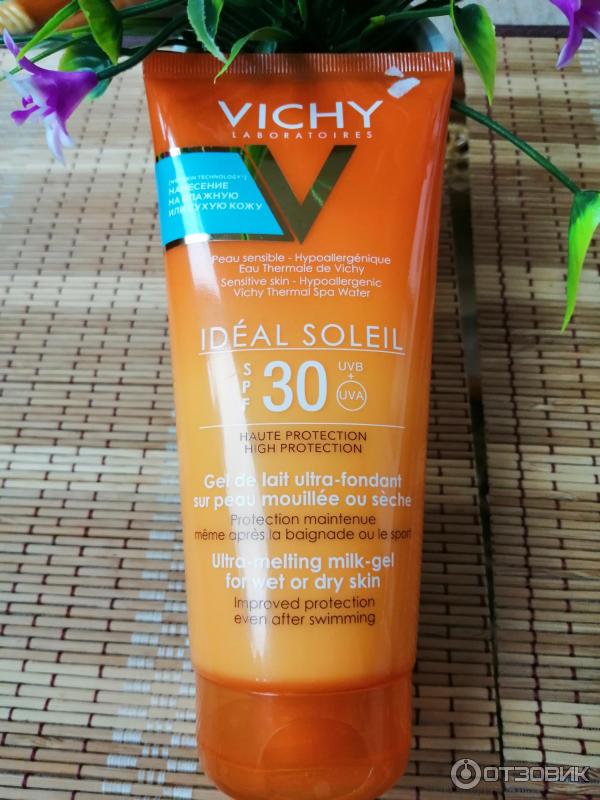 VICHY
LABORATOIRES
[WET SKIN TECHNOLOGY]
НАНЕСЕНИЕ
НА ВЛАЖНУЮ
ИЛИ СУХУЮ КОЖУ
Peau sensible - Hypoallergénique
Eau Thermale de Vichy
Sensitive skin - Hypoallergenic
Vichy Thermal Spa Water
IDÉAL SOLEIL
SPF 30 UVB + UVA
HAUTE PROTECTION
HIGH PROTECTION
Gel de lait ultra-fondant
sur peau mouillée ou sèche
Protection maintenue
même après la baignade ou le sport
Ultra-melting milk-gel
for wet or dry skin
Improved protection
even after swimming
ОТЗОВИК